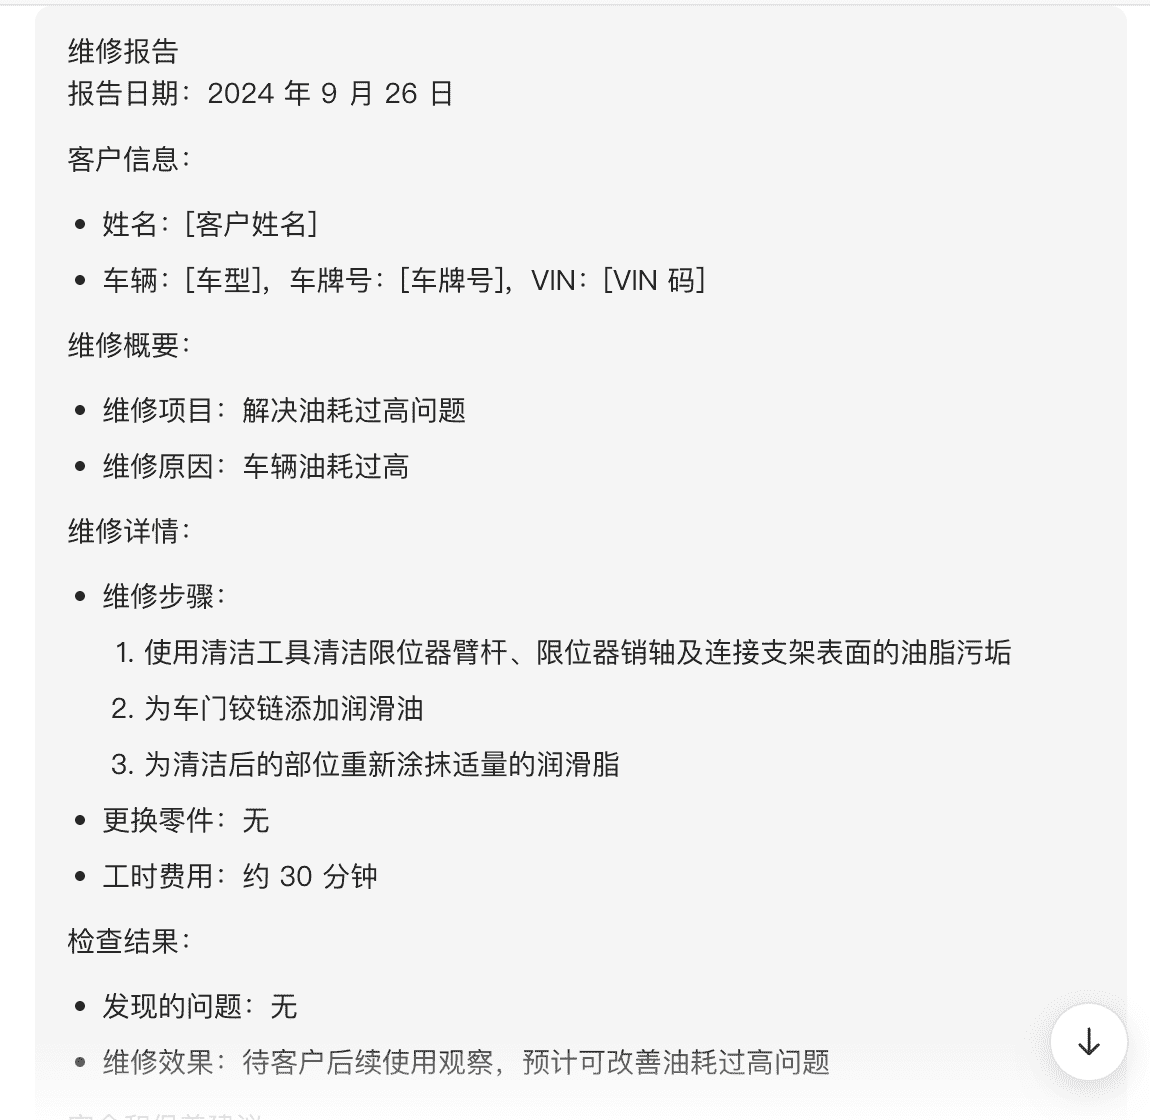 维修报告
报告日期：2024 年 9 月 26 日
客户信息：
• 姓名：[客户姓名]
• 车辆：[车型]，车牌号：[车牌号]，VIN：[VIN 码]
维修概要：
• 维修项目：解决油耗过高问题
• 维修原因：车辆油耗过高
维修详情：
• 维修步骤：
1. 使用清洁工具清洁限位器臂杆、限位器销轴及连接支架表面的油脂污垢
2. 为车门铰链添加润滑油
3. 为清洁后的部位重新涂抹适量的润滑脂
• 更换零件：无
• 工时费用：约 30 分钟
检查结果：
• 发现的问题：无
• 维修效果：待客户后续使用观察，预计可改善油耗过高问题